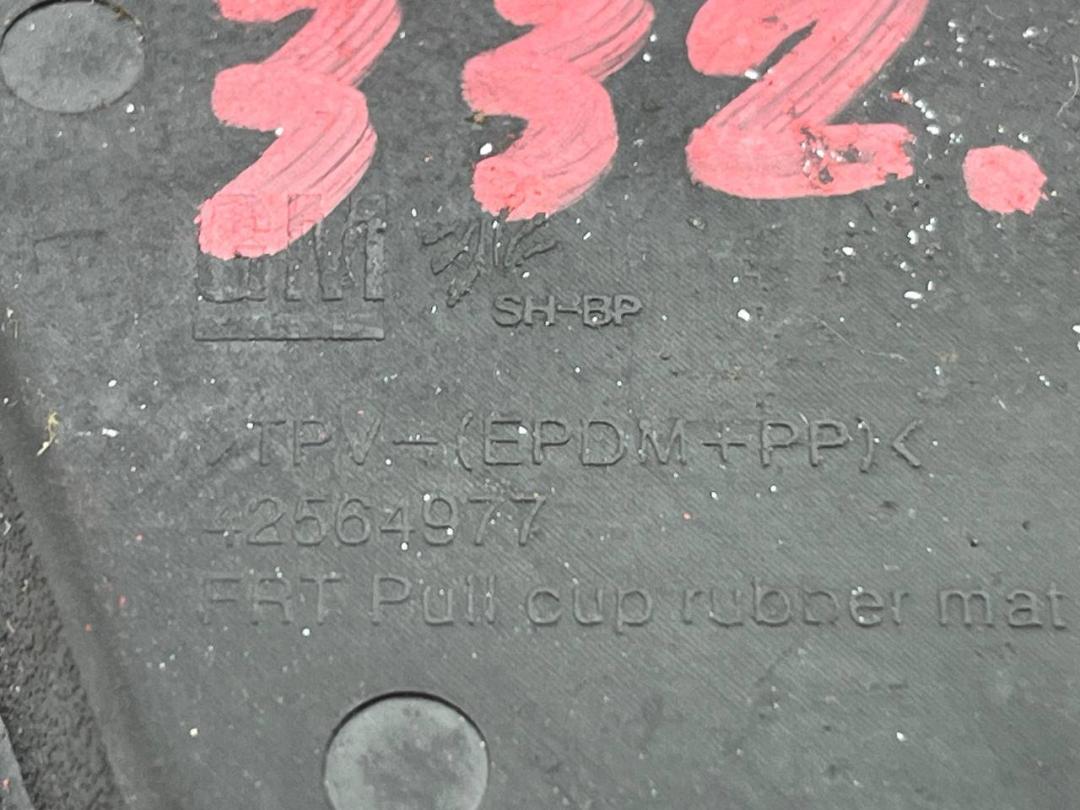 332.
GM
SH-BP
>TPV-(EPDM+PP)<
42564977
FRT Pull cup rubber mat